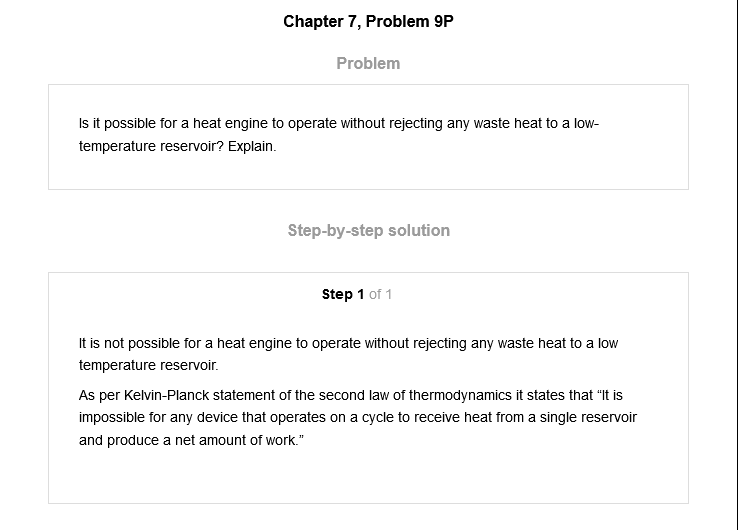 Chapter 7, Problem 9P
Problem
Is it possible for a heat engine to operate without rejecting any waste heat to a low-
temperature reservoir? Explain.
Step-by-step solution
Step 1 of 1
It is not possible for a heat engine to operate without rejecting any waste heat to a low
temperature reservoir.
As per Kelvin-Planck statement of the second law of thermodynamics it states that “It is
impossible for any device that operates on a cycle to receive heat from a single reservoir
and produce a net amount of work.”